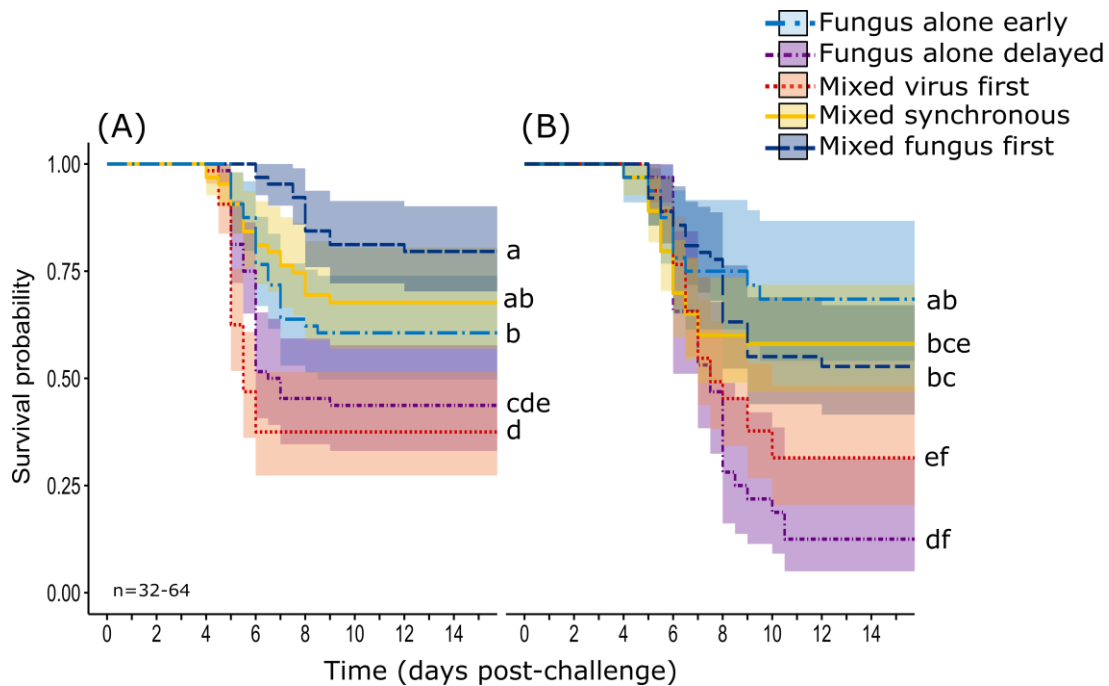 Fungus alone early
Fungus alone delayed
Mixed virus first
Mixed synchronous
Mixed fungus first
(A)
(B)
Survival probability
1.00
0.75
0.50
0.25
0.00
a
ab
b
cde
d
n=32-64
ab
bce
bc
ef
df
0 2 4 6 8 10 12 14
0 2 4 6 8 10 12 14
Time (days post-challenge)